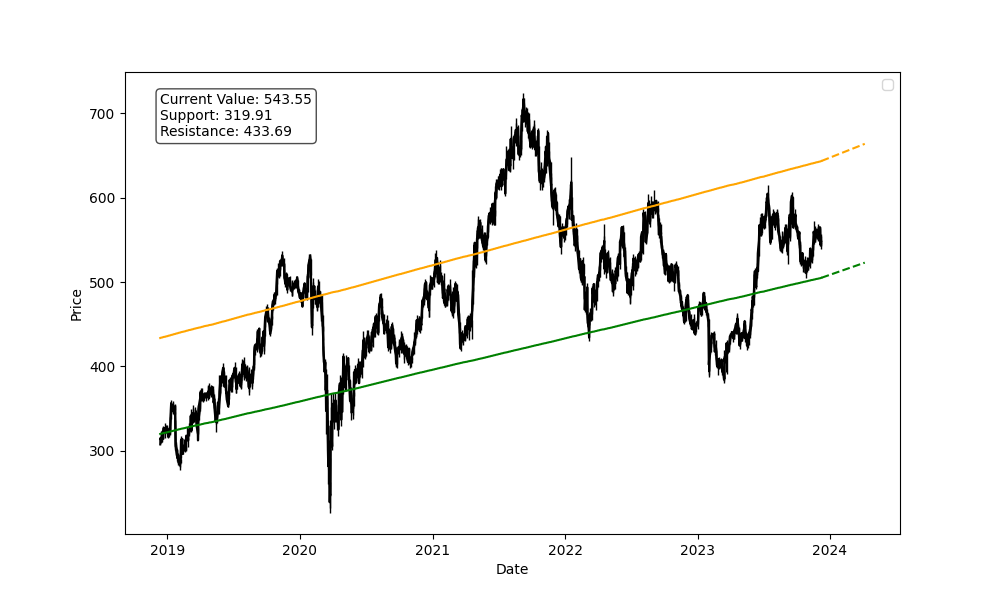 Current Value: 543.55
Support: 319.91
Resistance: 433.69
700
600
500
400
300
Price
2019 2020 2021 2022 2023 2024
Date